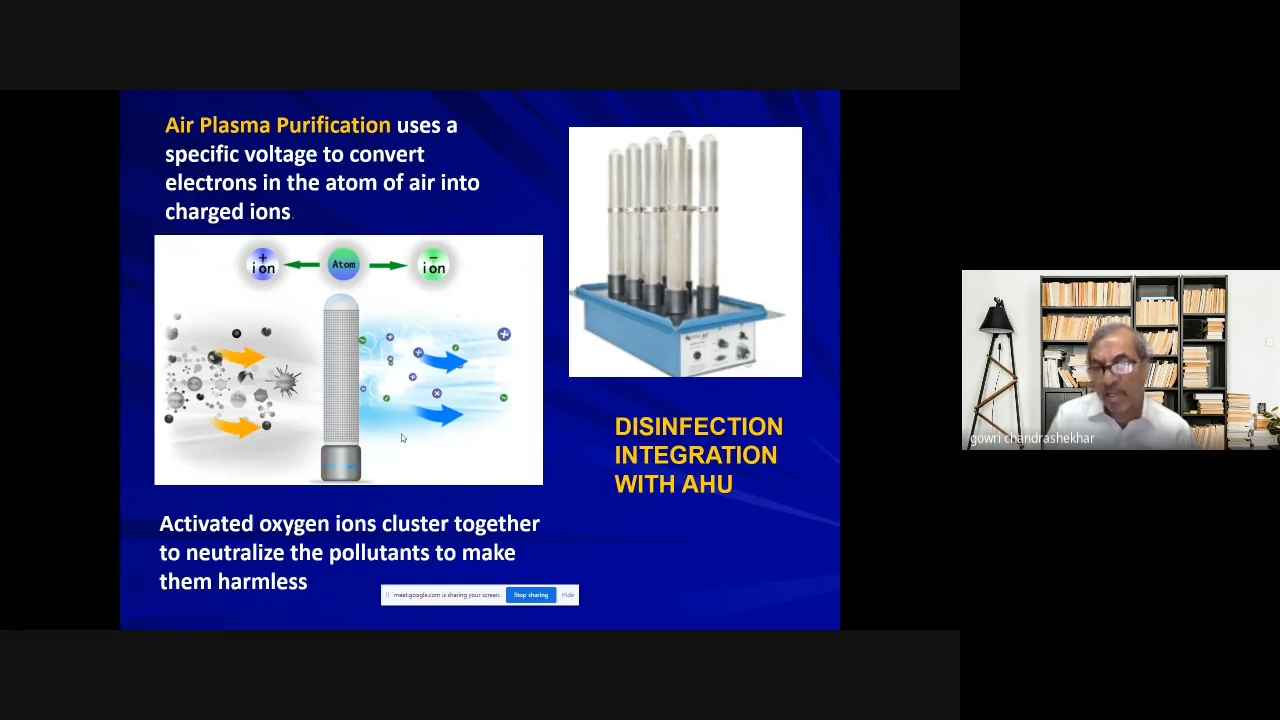 Air Plasma Purification uses a
specific voltage to convert
electrons in the atom of air into
charged ions.
+
ion
Atom
−
ion
DISINFECTION
INTEGRATION
WITH AHU
Activated oxygen ions cluster together
to neutralize the pollutants to make
them harmless
meet.google.com is sharing your screen.
Stop sharing
Hide
gowri chandrashekhar